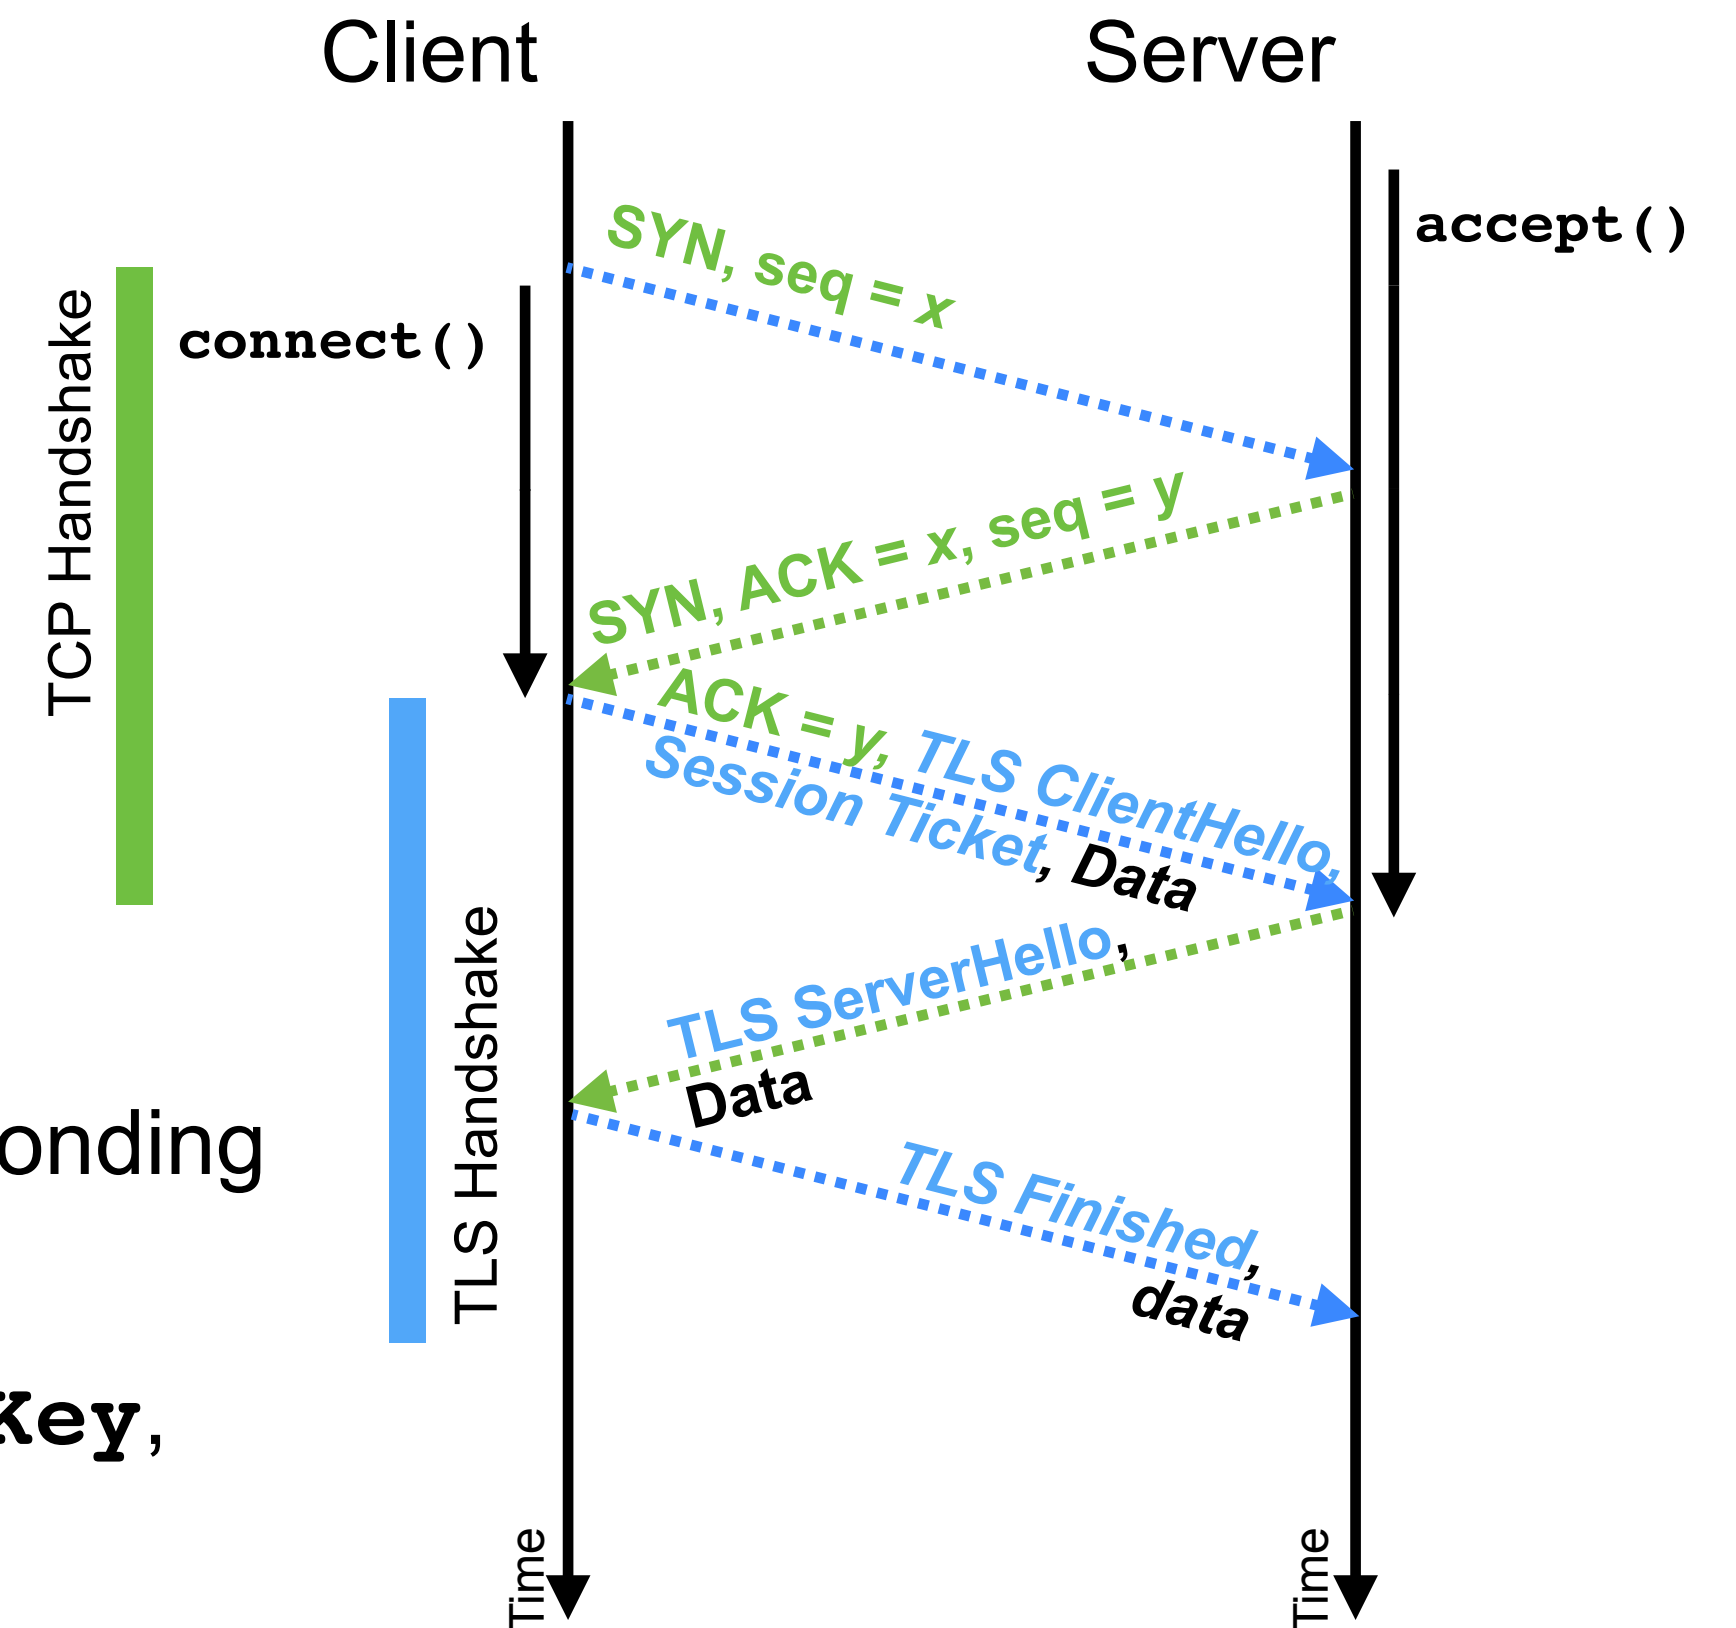 Client
Server
accept()
SYN, seq = x
connect()
TCP Handshake
SYN, ACK = x, seq = y
ACK = y, TLS ClientHello,
Session Ticket, Data
TLS ServerHello,
Data
TLS Handshake
onding
TLS Finished,
data
Key,
Time
Time